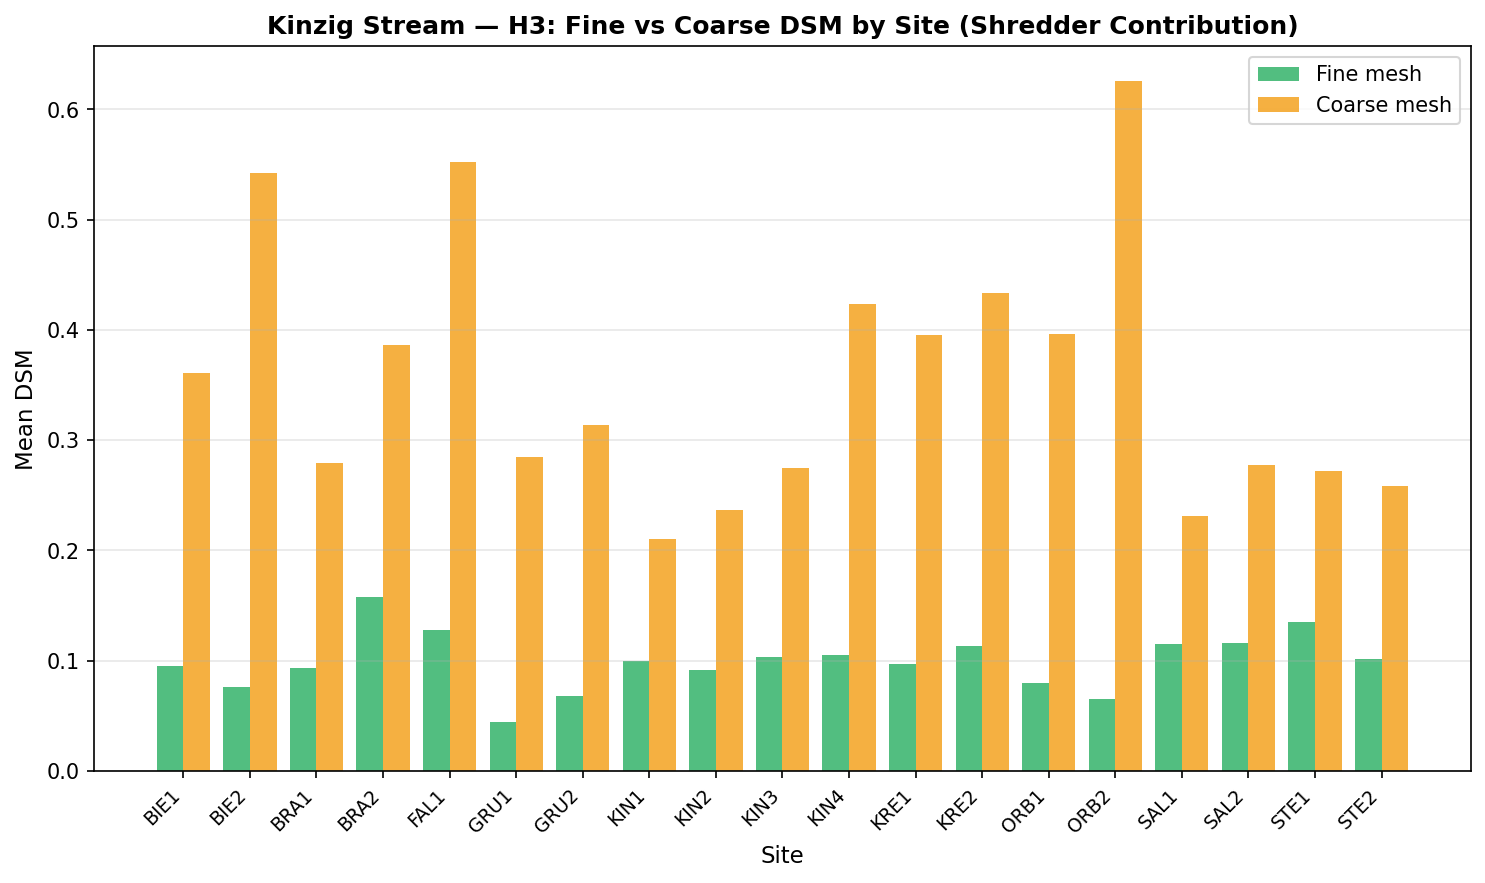 Kinzig Stream — H3: Fine vs Coarse DSM by Site (Shredder Contribution)
Fine mesh
Coarse mesh
Mean DSM
0.6
0.5
0.4
0.3
0.2
0.1
0.0
BIE1 BIE2 BRA1 BRA2 FAL1 GRU1 GRU2 KIN1 KIN2 KIN3 KIN4 KRE1 KRE2 ORB1 ORB2 SAL1 SAL2 STE1 STE2
Site